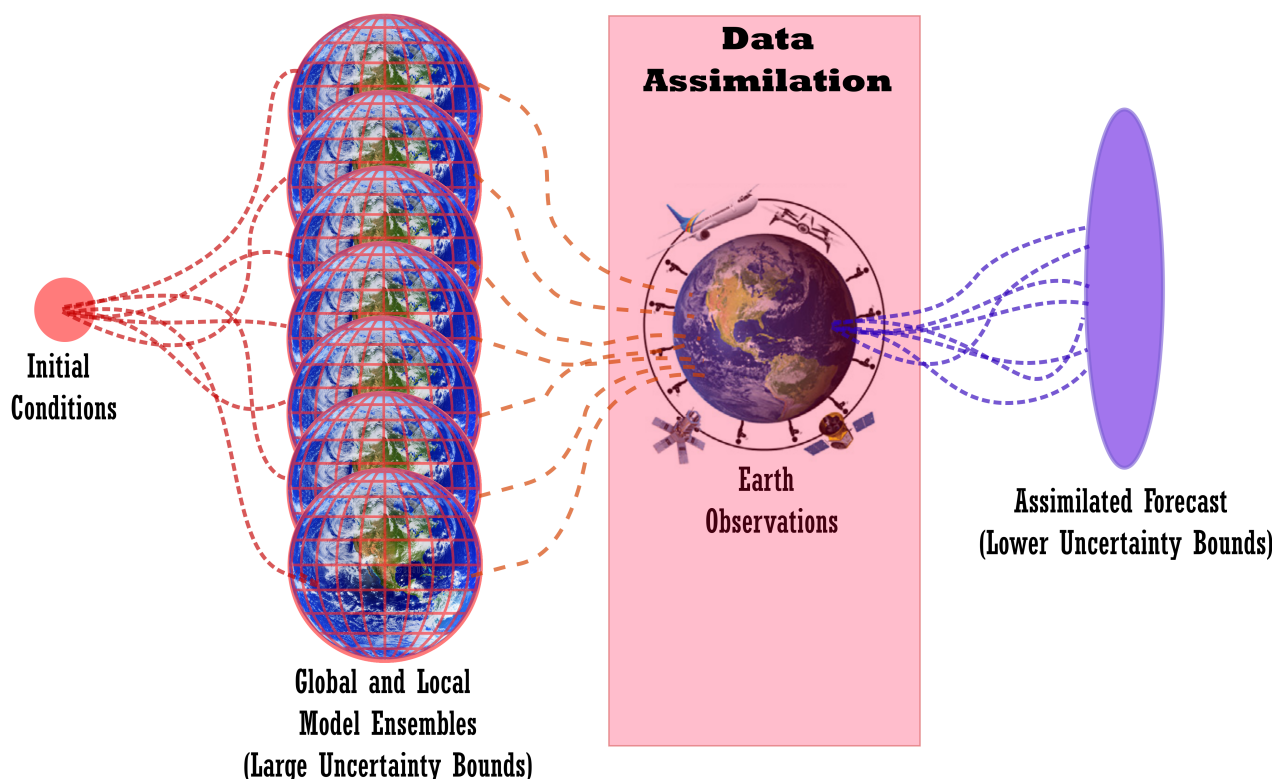 Data
Assimilation
Initial
Conditions
Earth
Observations
Assimilated Forecast
(Lower Uncertainty Bounds)
Global and Local
Model Ensembles
(Large Uncertainty Bounds)